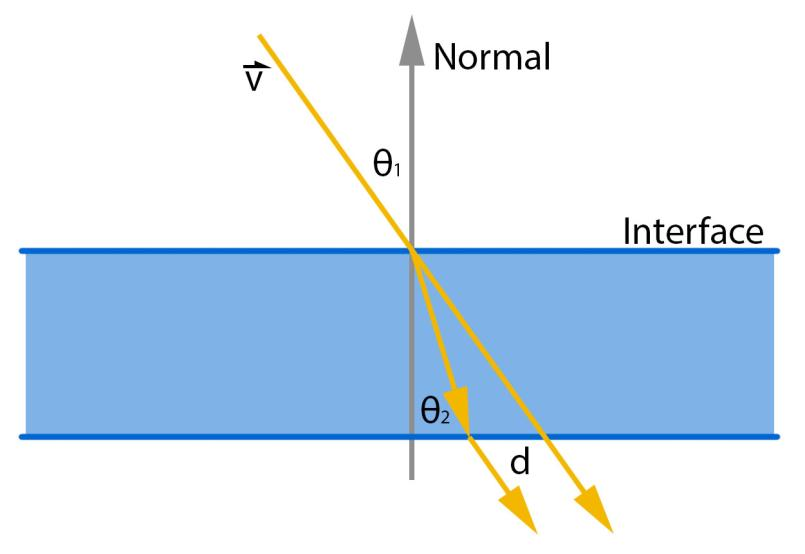 Normal
v⃗
θ₁
Interface
θ₂
d